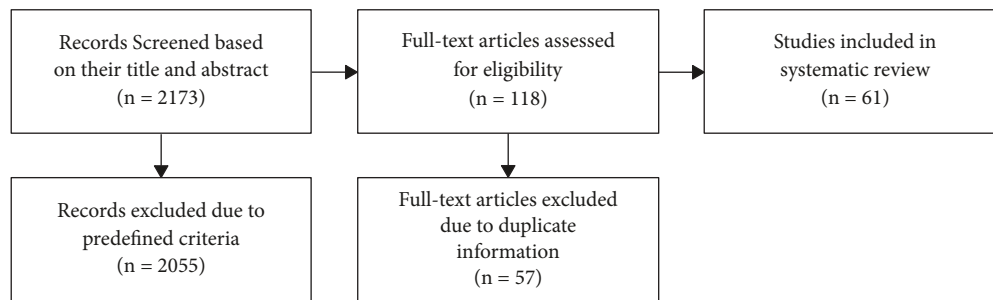 Records Screened based
on their title and abstract
(n = 2173)
Full-text articles assessed
for eligibility
(n = 118)
Studies included in
systematic review
(n = 61)
Records excluded due to
predefined criteria
(n = 2055)
Full-text articles excluded
due to duplicate
information
(n = 57)